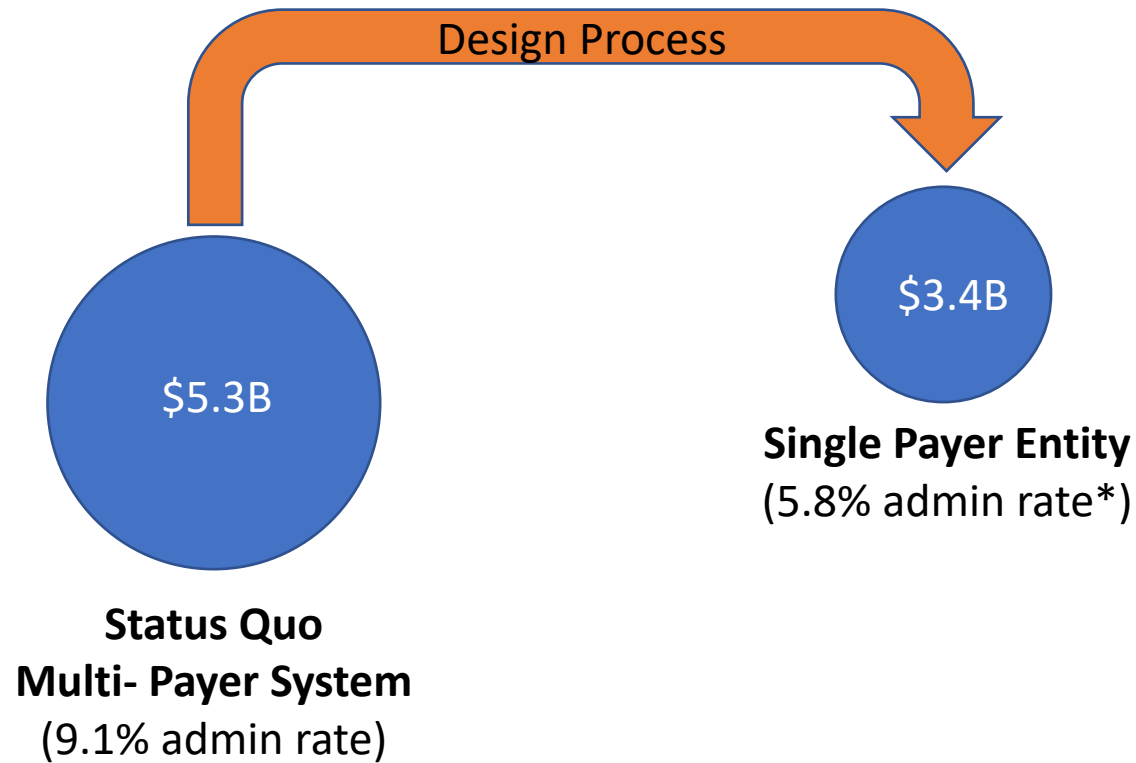 Design Process
$5.3B
$3.4B
Single Payer Entity
(5.8% admin rate*)
Status Quo
Multi- Payer System
(9.1% admin rate)